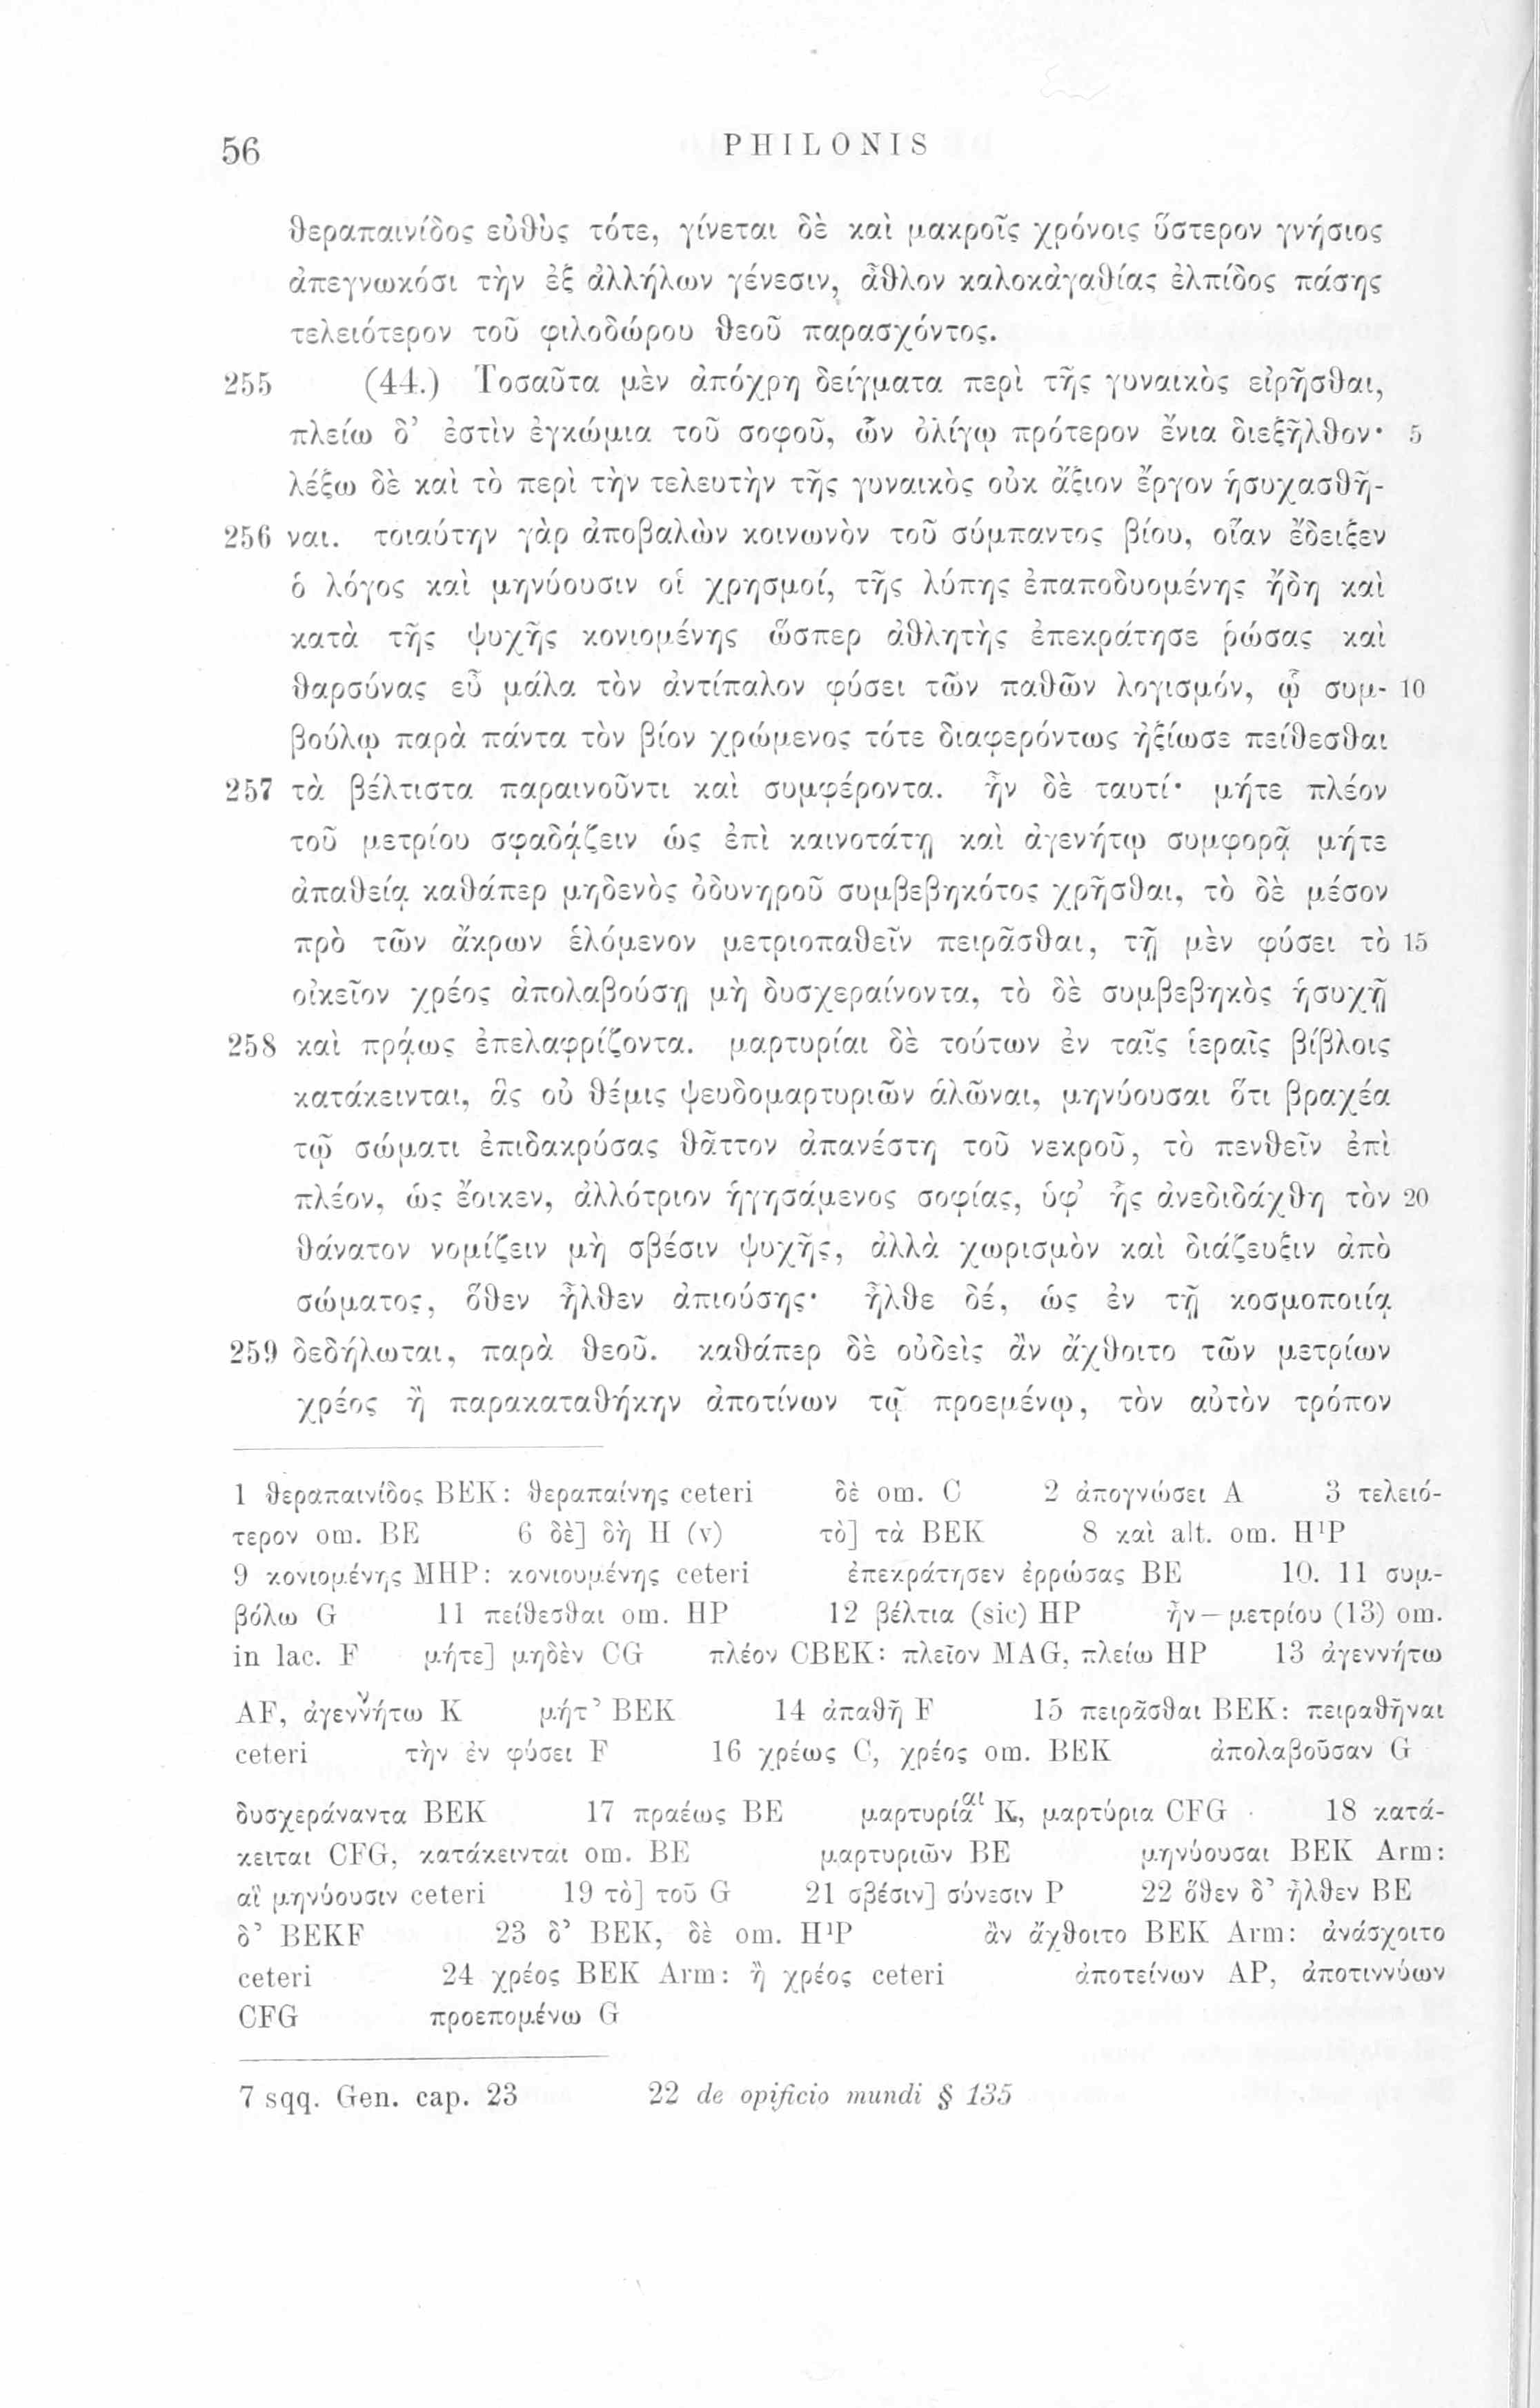 56 PHILONIS
θεραπαινίδος εὐθὺς τότε, γίνεται δὲ καὶ μακροῖς χρόνοις ὕστερον γνήσιος
ἀπεγνωκόσι τὴν ἐξ ἀλλήλων γένεσιν, ἆθλον καλοκἀγαθίας ἐλπίδος πάσης
τελειότερον τοῦ φιλοδώρου θεοῦ παρασχόντος.
255 (44.) Τοσαῦτα μὲν ἀπόχρη δείγματα περὶ τῆς γυναικὸς εἰρῆσθαι,
πλείω δ’ ἐστὶν ἐγκώμια τοῦ σοφοῦ, ὧν ὀλίγῳ πρότερον ἔνια διεξῆλθον· 5
λέξω δὲ καὶ τὸ περὶ τὴν τελευτὴν τῆς γυναικὸς οὐκ ἄξιον ἔργον ἡσυχασθῆ-
256 ναι. τοιαύτην γὰρ ἀποβαλὼν κοινωνὸν τοῦ σύμπαντος βίου, οἵαν ἔδειξεν
ὁ λόγος καὶ μηνύουσιν οἱ χρησμοί, τῆς λύπης ἐπαποδυομένης ἤδη καὶ
κατὰ τῆς ψυχῆς κονιομένης ὥσπερ ἀθλητὴς ἐπεκράτησε ῥώσας καὶ
θαρσύνας εὖ μάλα τὸν ἀντίπαλον φύσει τῶν παθῶν λογισμόν, ᾧ συμ- 10
βούλῳ παρὰ πάντα τὸν βίον χρώμενος τότε διαφερόντως ἠξίωσε πείθεσθαι
257 τὰ βέλτιστα παραινοῦντι καὶ συμφέροντα. ἦν δὲ ταυτί· μήτε πλέον
τοῦ μετρίου σφαδᾴζειν ὡς ἐπὶ καινοτάτῃ καὶ ἀγενήτῳ συμφορᾷ μήτε
ἀπαθείᾳ καθάπερ μηδενὸς ὀδυνηροῦ συμβεβηκότος χρῆσθαι, τὸ δὲ μέσον
πρὸ τῶν ἄκρων ἑλόμενον μετριοπαθεῖν πειρᾶσθαι, τῇ μὲν φύσει τὸ 15
οἰκεῖον χρέος ἀπολαβούσῃ μὴ δυσχεραίνοντα, τὸ δὲ συμβεβηκὸς ἡσυχῇ
258 καὶ πρᾴως ἐπελαφρίζοντα. μαρτυρίαι δὲ τούτων ἐν ταῖς ἱεραῖς βίβλοις
κατάκεινται, ἃς οὐ θέμις ψευδομαρτυριῶν ἁλῶναι, μηνύουσαι ὅτι βραχέα
τῷ σώματι ἐπιδακρύσας θᾶττον ἀπανέστη τοῦ νεκροῦ, τὸ πενθεῖν ἐπὶ
πλέον, ὡς ἔοικεν, ἀλλότριον ἡγησάμενος σοφίας, ὑφ’ ἧς ἀνεδιδάχθη τὸν 20
θάνατον νομίζειν μὴ σβέσιν ψυχῆς, ἀλλὰ χωρισμὸν καὶ διάζευξιν ἀπὸ
σώματος, ὅθεν ἦλθεν ἀπιούσης· ἦλθε δέ, ὡς ἐν τῇ κοσμοποιίᾳ
259 δεδήλωται, παρὰ θεοῦ. καθάπερ δὲ οὐδεὶς ἂν ἄχθοιτο τῶν μετρίων
χρέος ἢ παρακαταθήκην ἀποτίνων τῷ προεμένῳ, τὸν αὐτὸν τρόπον
1 θεραπαινίδος BEK: θεραπαίνης ceteri δὲ om. C 2 ἀπογνώσει A 3 τελειό-
τερον om. BE 6 δὲ] δὴ H (v) τὸ] τὰ BEK 8 καὶ alt. om. H¹P
9 κονιομένης MHP: κονιουμένης ceteri ἐπεκράτησεν ἐρρώσας BE 10. 11 συμ-
βόλω G 11 πείθεσθαι om. HP 12 βέλτια (sic) HP ἦν—μετρίου (13) om.
in lac. F μήτε] μηδὲν CG πλέον CBEK: πλεῖον MAG, πλείω HP 13 ἀγεννήτω
AF, ἀγενν̌ήτω K μήτ’ BEK 14 ἀπαθῆ F 15 πειρᾶσθαι BEK: πειραθῆναι
ceteri τὴν ἐν φύσει F 16 χρέως C, χρέος om. BEK ἀπολαβοῦσαν G
δυσχεράναντα BEK 17 πραέως BE μαρτυρίαᵅᶥ K, μαρτύρια CFG 18 κατά-
κειται CFG, κατάκεινται om. BE μαρτυριῶν BE μηνύουσαι BEK Arm:
αἳ μηνύουσιν ceteri 19 τὸ] τοῦ G 21 σβέσιν] σύνεσιν P 22 ὅθεν δ’ ἦλθεν BE
δ’ BEKF 23 δ’ BEK, δὲ om. H¹P ἂν ἄχθοιτο BEK Arm: ἀνάσχοιτο
ceteri 24 χρέος BEK Arm: ἢ χρέος ceteri ἀποτείνων AP, ἀποτιννύων
CFG προεπομένω G
7 sqq. Gen. cap. 23 22 de opificio mundi § 135